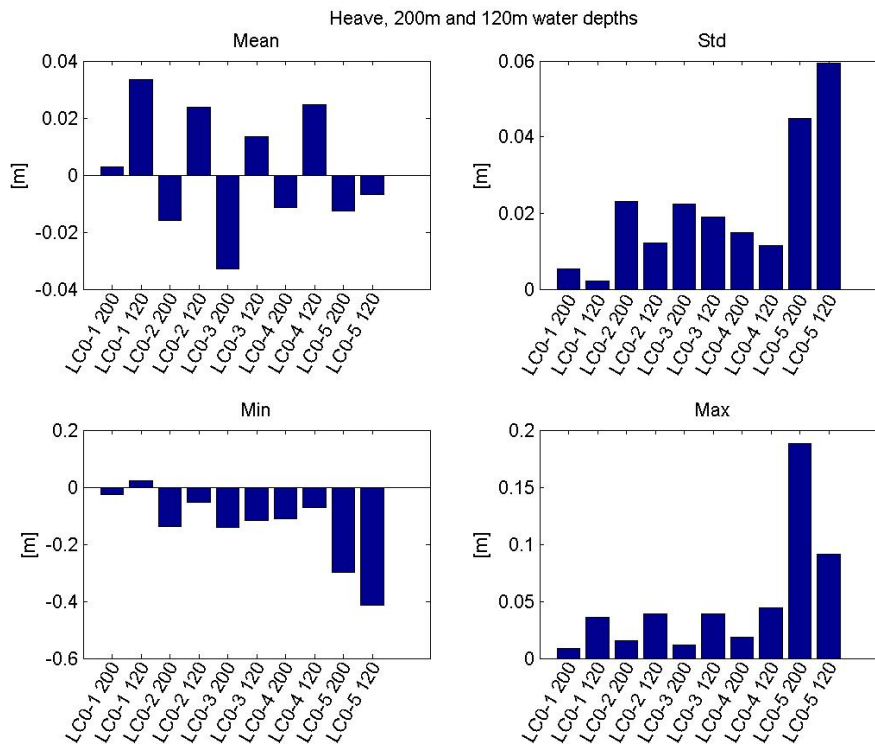 Heave, 200m and 120m water depths
Mean
0.04
0.02
0
-0.02
-0.04
[m]
LC0-1 200
LC0-1 120
LC0-2 200
LC0-2 120
LC0-3 200
LC0-3 120
LC0-4 200
LC0-4 120
LC0-5 200
LC0-5 120
Std
0.06
0.04
0.02
0
[m]
LC0-1 200
LC0-1 120
LC0-2 200
LC0-2 120
LC0-3 200
LC0-3 120
LC0-4 200
LC0-4 120
LC0-5 200
LC0-5 120
Min
0.2
0
-0.2
-0.4
-0.6
[m]
LC0-1 200
LC0-1 120
LC0-2 200
LC0-2 120
LC0-3 200
LC0-3 120
LC0-4 200
LC0-4 120
LC0-5 200
LC0-5 120
Max
0.2
0.15
0.1
0.05
0
[m]
LC0-1 200
LC0-1 120
LC0-2 200
LC0-2 120
LC0-3 200
LC0-3 120
LC0-4 200
LC0-4 120
LC0-5 200
LC0-5 120